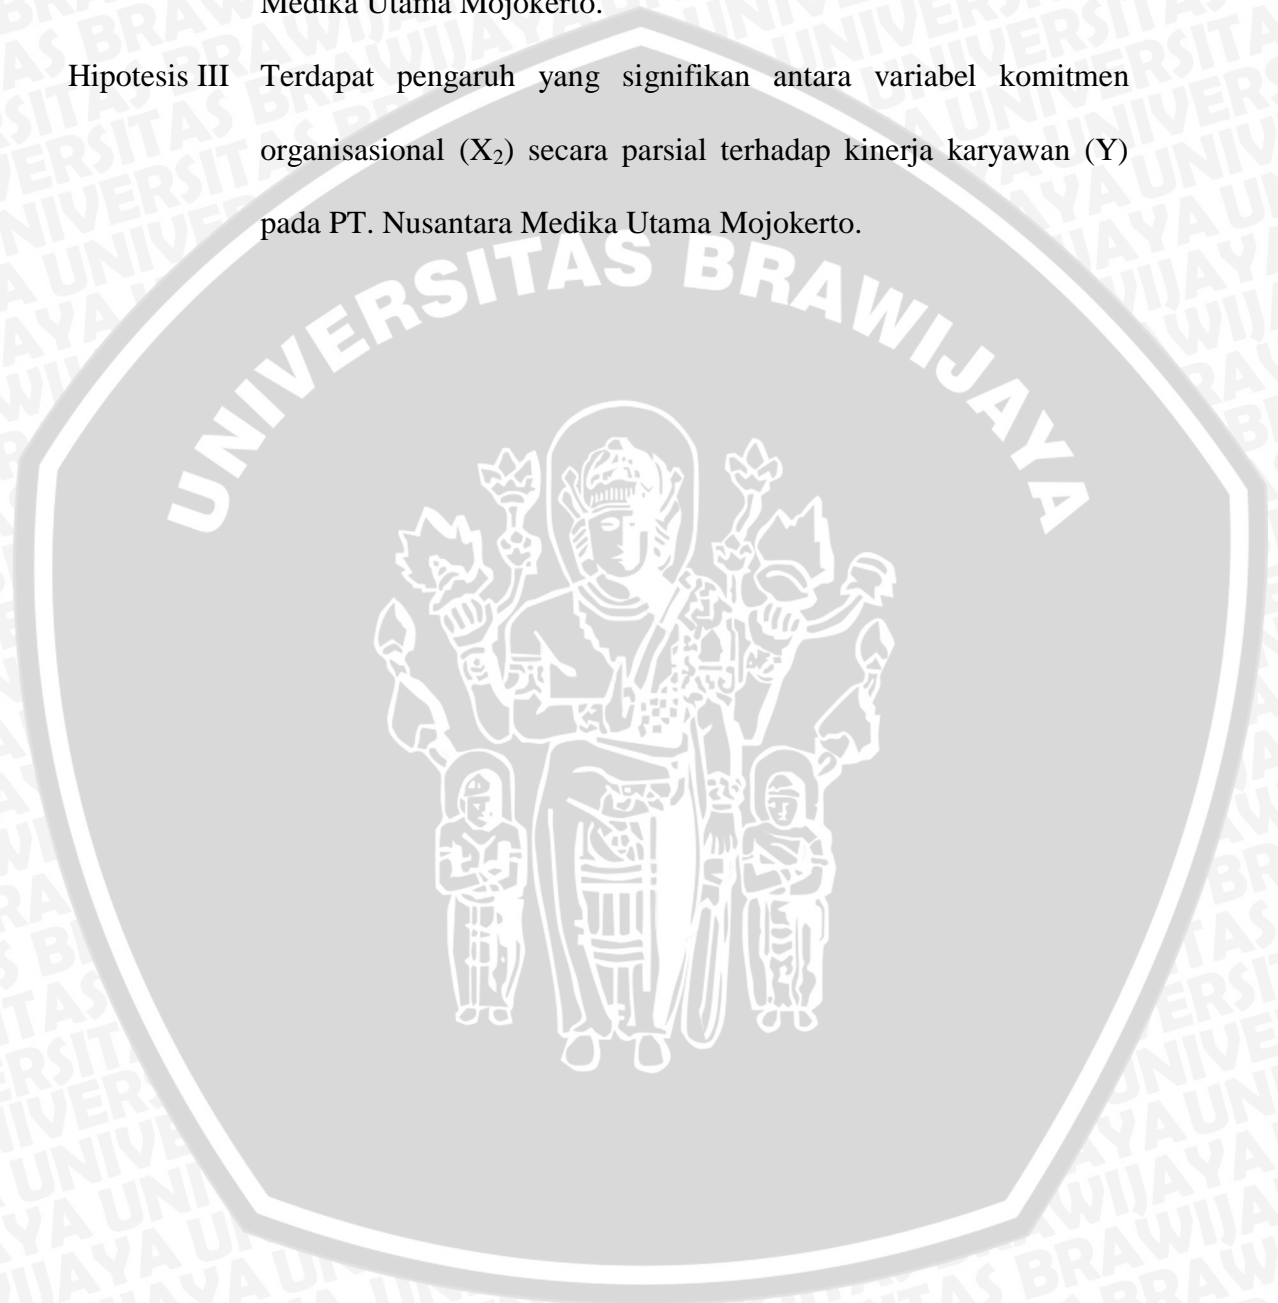 Medika Utama Mojokerto.
Hipotesis III Terdapat pengaruh yang signifikan antara variabel komitmen
organisasional (X₂) secara parsial terhadap kinerja karyawan (Y)
pada PT. Nusantara Medika Utama Mojokerto.
UNIVERSITAS BRAWIJAYA